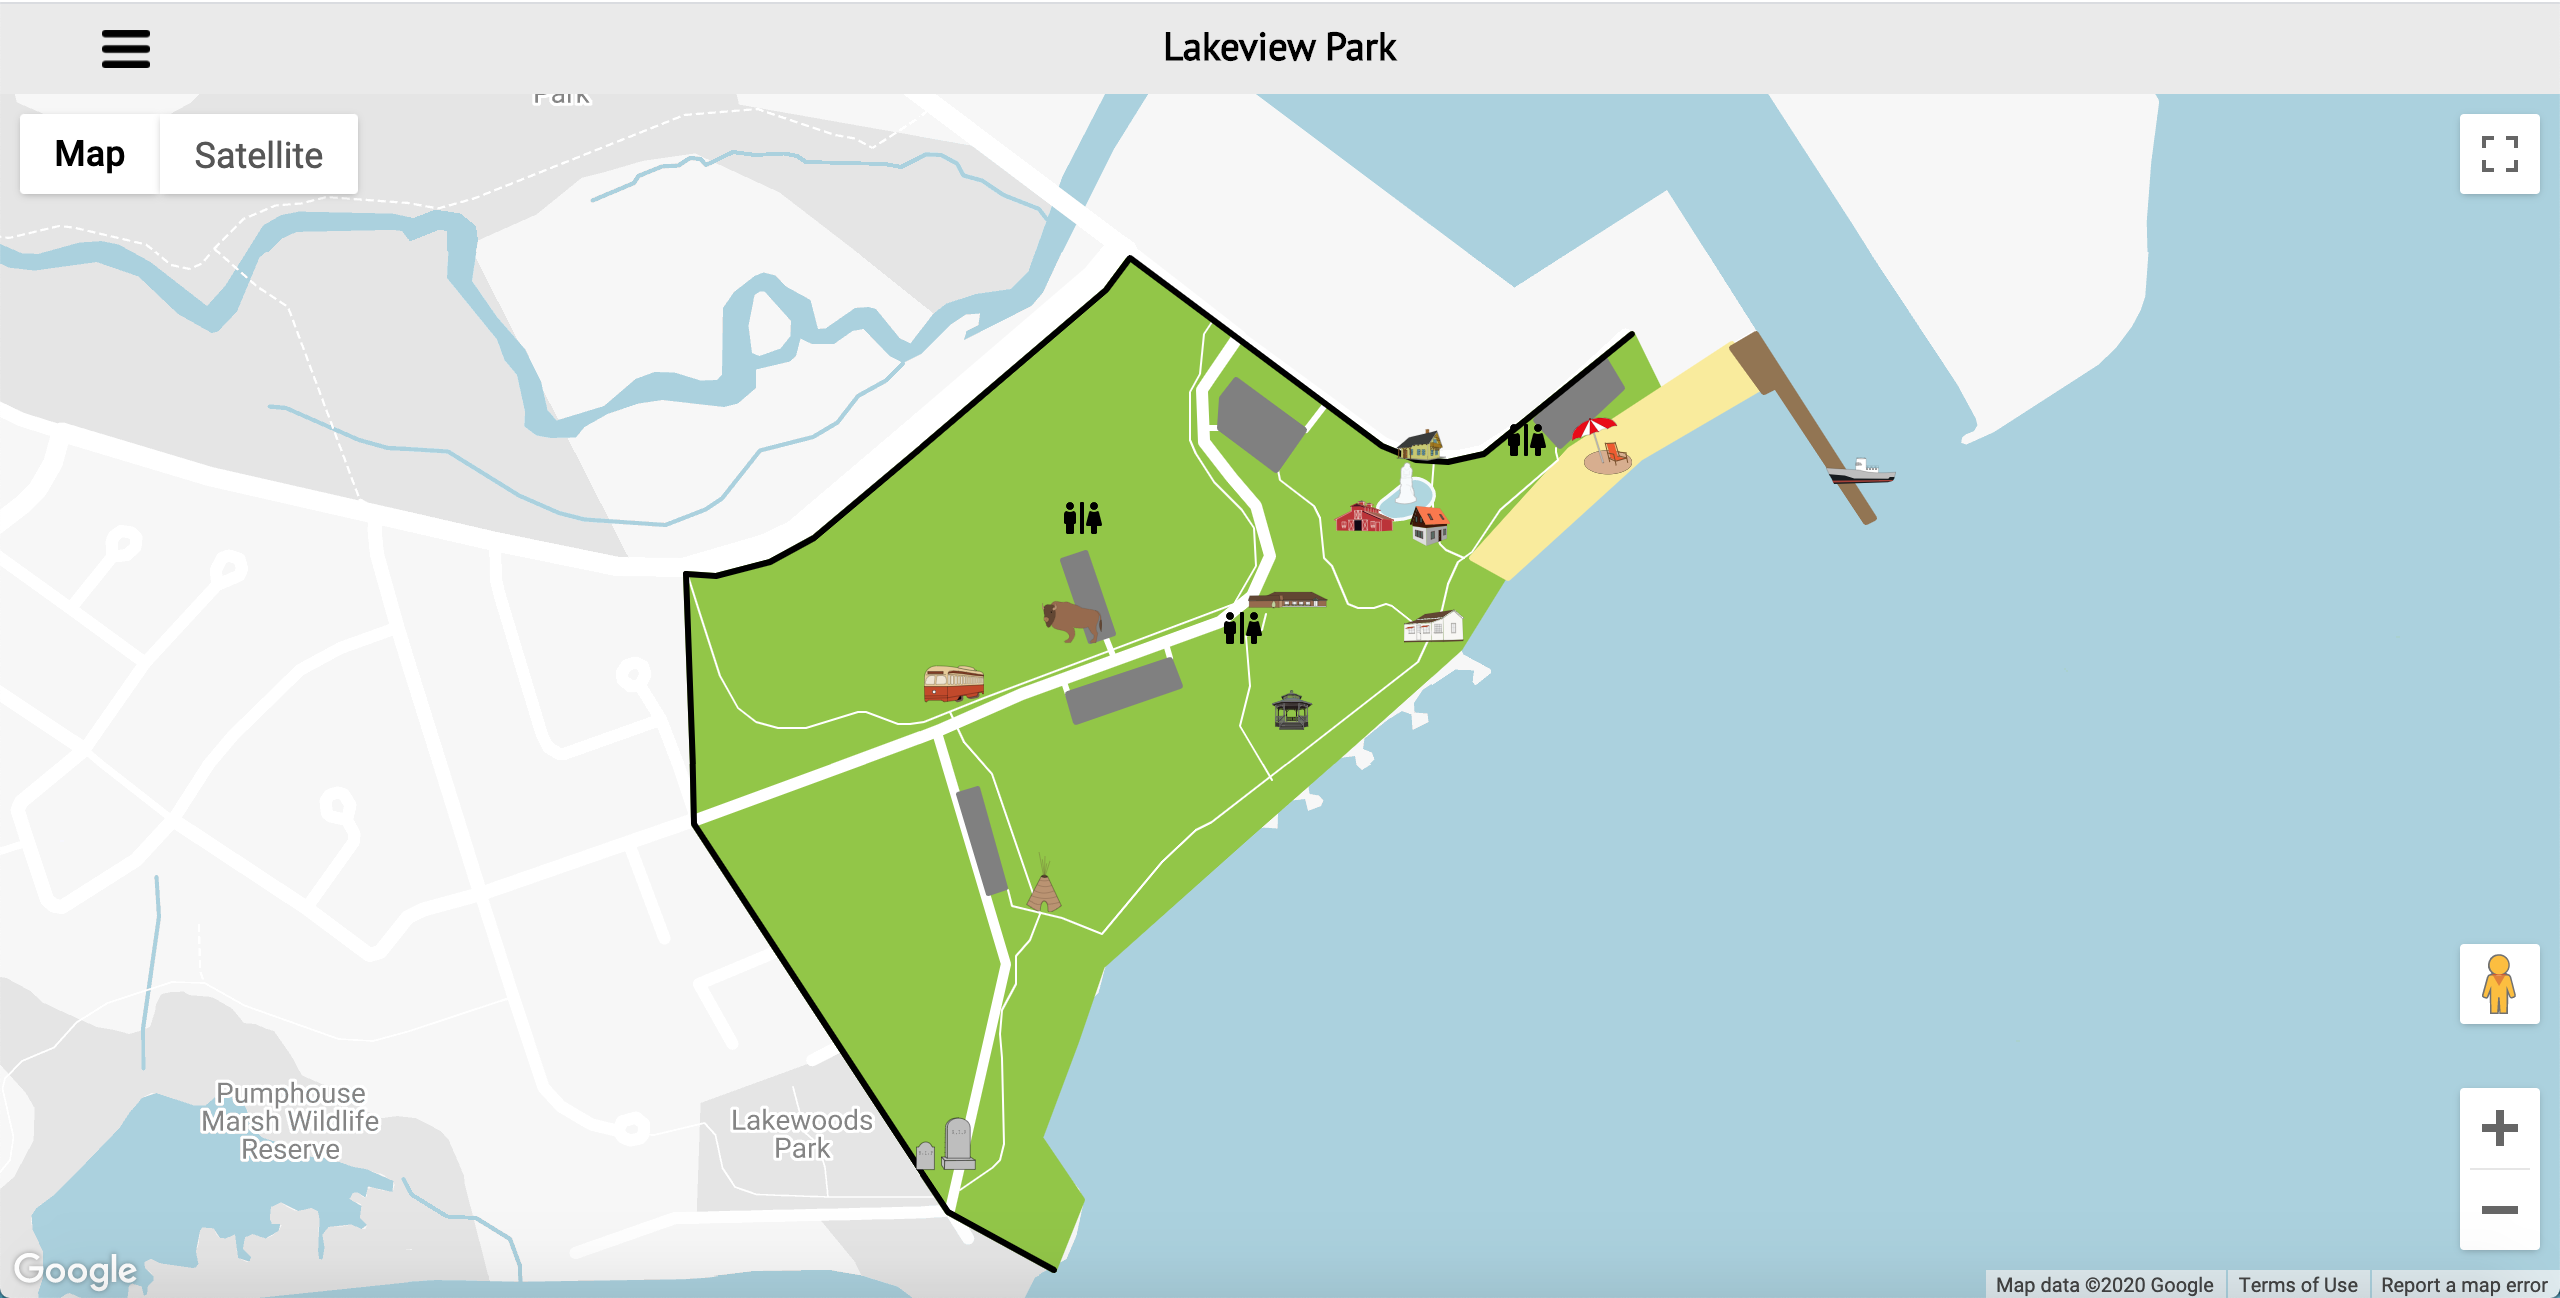 Lakeview Park
Park
Map
Satellite
Pumphouse
Marsh Wildlife
Reserve
Lakewoods
Park
Google
Map data ©2020 Google
Terms of Use
Report a map error